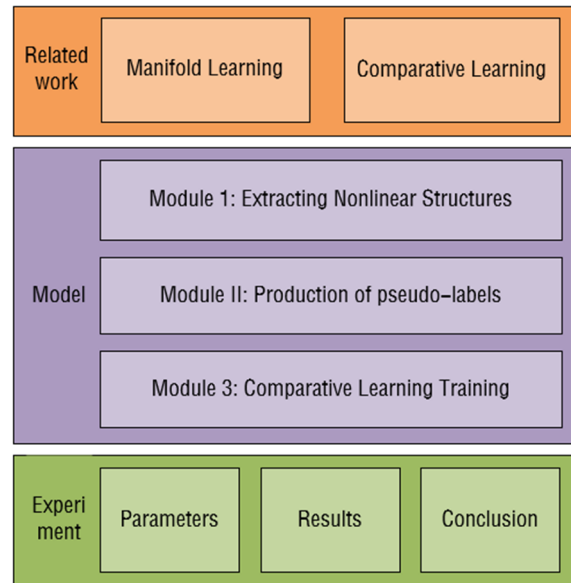 Related
work
Manifold Learning
Comparative Learning
Model
Module 1: Extracting Nonlinear Structures
Module II: Production of pseudo-labels
Module 3: Comparative Learning Training
Experi
ment
Parameters
Results
Conclusion